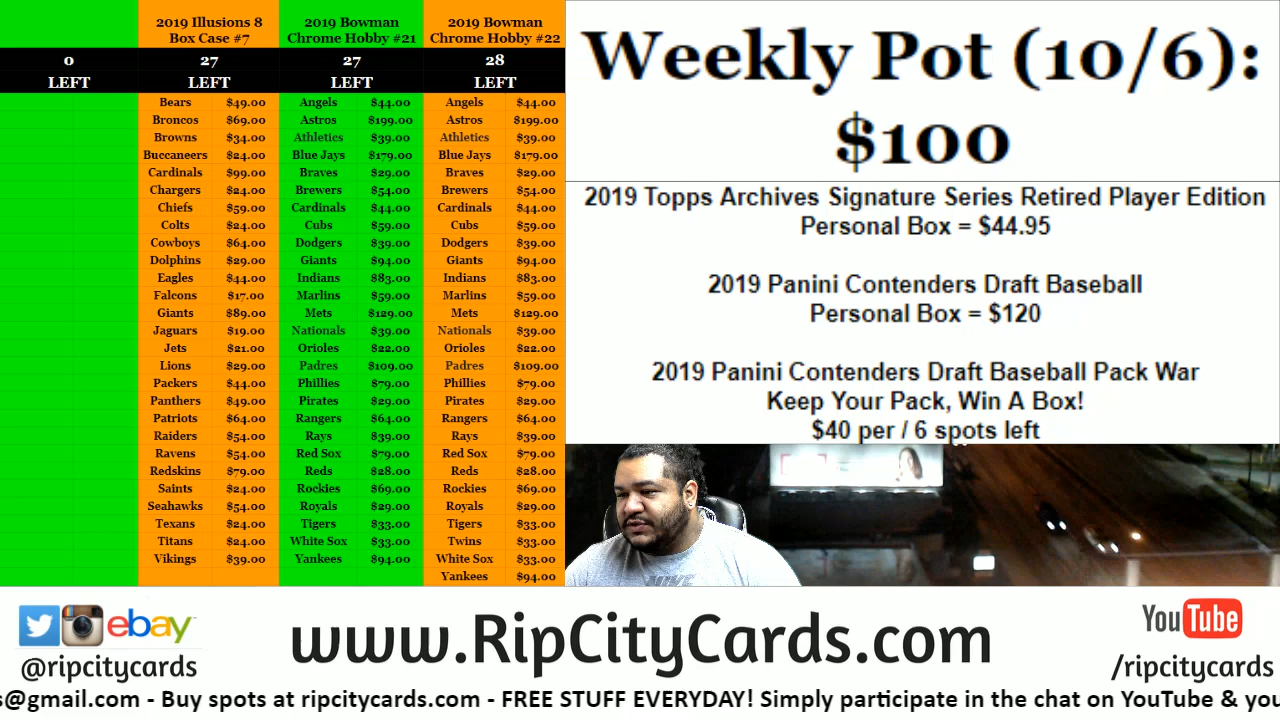 2019 Illusions 8 Box Case #7
2019 Bowman Chrome Hobby #21
2019 Bowman Chrome Hobby #22
0 27 27 28
LEFT LEFT LEFT LEFT
Bears $49.00 Angels $44.00 Angels $44.00
Broncos $69.00 Astros $199.00 Astros $199.00
Browns $34.00 Athletics $39.00 Athletics $39.00
Buccaneers $24.00 Blue Jays $179.00 Blue Jays $179.00
Cardinals $99.00 Braves $29.00 Braves $29.00
Chargers $24.00 Brewers $54.00 Brewers $54.00
Chiefs $59.00 Cardinals $44.00 Cardinals $44.00
Colts $24.00 Cubs $59.00 Cubs $59.00
Cowboys $64.00 Dodgers $39.00 Dodgers $39.00
Dolphins $29.00 Giants $94.00 Giants $94.00
Eagles $44.00 Indians $83.00 Indians $83.00
Falcons $17.00 Marlins $59.00 Marlins $59.00
Giants $89.00 Mets $129.00 Mets $129.00
Jaguars $19.00 Nationals $39.00 Nationals $39.00
Jets $21.00 Orioles $22.00 Orioles $22.00
Lions $29.00 Padres $109.00 Padres $109.00
Packers $44.00 Phillies $79.00 Phillies $79.00
Panthers $49.00 Pirates $29.00 Pirates $29.00
Patriots $64.00 Rangers $64.00 Rangers $64.00
Raiders $54.00 Rays $39.00 Rays $39.00
Ravens $54.00 Red Sox $79.00 Red Sox $79.00
Redskins $79.00 Reds $28.00 Reds $28.00
Saints $24.00 Rockies $69.00 Rockies $69.00
Seahawks $54.00 Royals $29.00 Royals $29.00
Texans $24.00 Tigers $33.00 Tigers $33.00
Titans $24.00 White Sox $33.00 Twins $33.00
Vikings $39.00 Yankees $94.00 White Sox $33.00
Yankees $94.00
Weekly Pot (10/6):
$100
2019 Topps Archives Signature Series Retired Player Edition
Personal Box = $44.95
2019 Panini Contenders Draft Baseball
Personal Box = $120
2019 Panini Contenders Draft Baseball Pack War
Keep Your Pack, Win A Box!
$40 per / 6 spots left
NIKE
ebay
@ripcitycards
www.RipCityCards.com
YouTube
/ripcitycards
s@gmail.com - Buy spots at ripcitycards.com - FREE STUFF EVERYDAY! Simply participate in the chat on YouTube & you